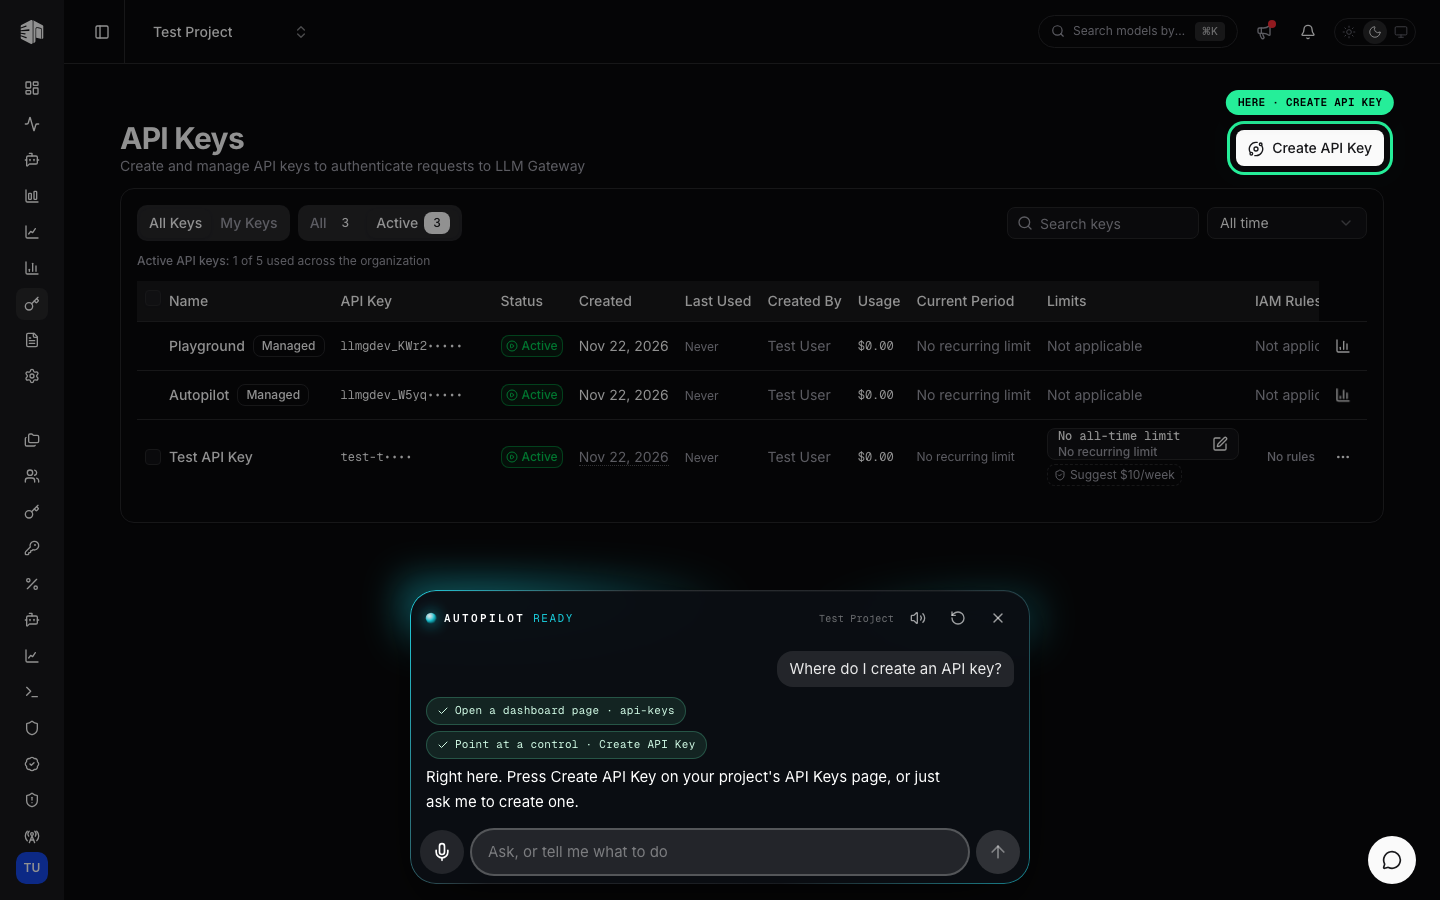 Test Project
Search models by...
⌘K
HERE · CREATE API KEY
API Keys
Create and manage API keys to authenticate requests to LLM Gateway
Create API Key
All Keys My Keys All 3 Active 3
Search keys
All time
Active API keys: 1 of 5 used across the organization
Name API Key Status Created Last Used Created By Usage Current Period Limits IAM Rules
Playground Managed llmgdev_KWr2••••• Active Nov 22, 2026 Never Test User $0.00 No recurring limit Not applicable Not applic
Autopilot Managed llmgdev_W5yq••••• Active Nov 22, 2026 Never Test User $0.00 No recurring limit Not applicable Not applic
Test API Key test-t•••• Active Nov 22, 2026 Never Test User $0.00 No recurring limit No all-time limit No rules ...
No recurring limit
Suggest $10/week
AUTOPILOT READY
Test Project
Where do I create an API key?
Open a dashboard page · api-keys
Point at a control · Create API Key
Right here. Press Create API Key on your project's API Keys page, or just
ask me to create one.
Ask, or tell me what to do
TU